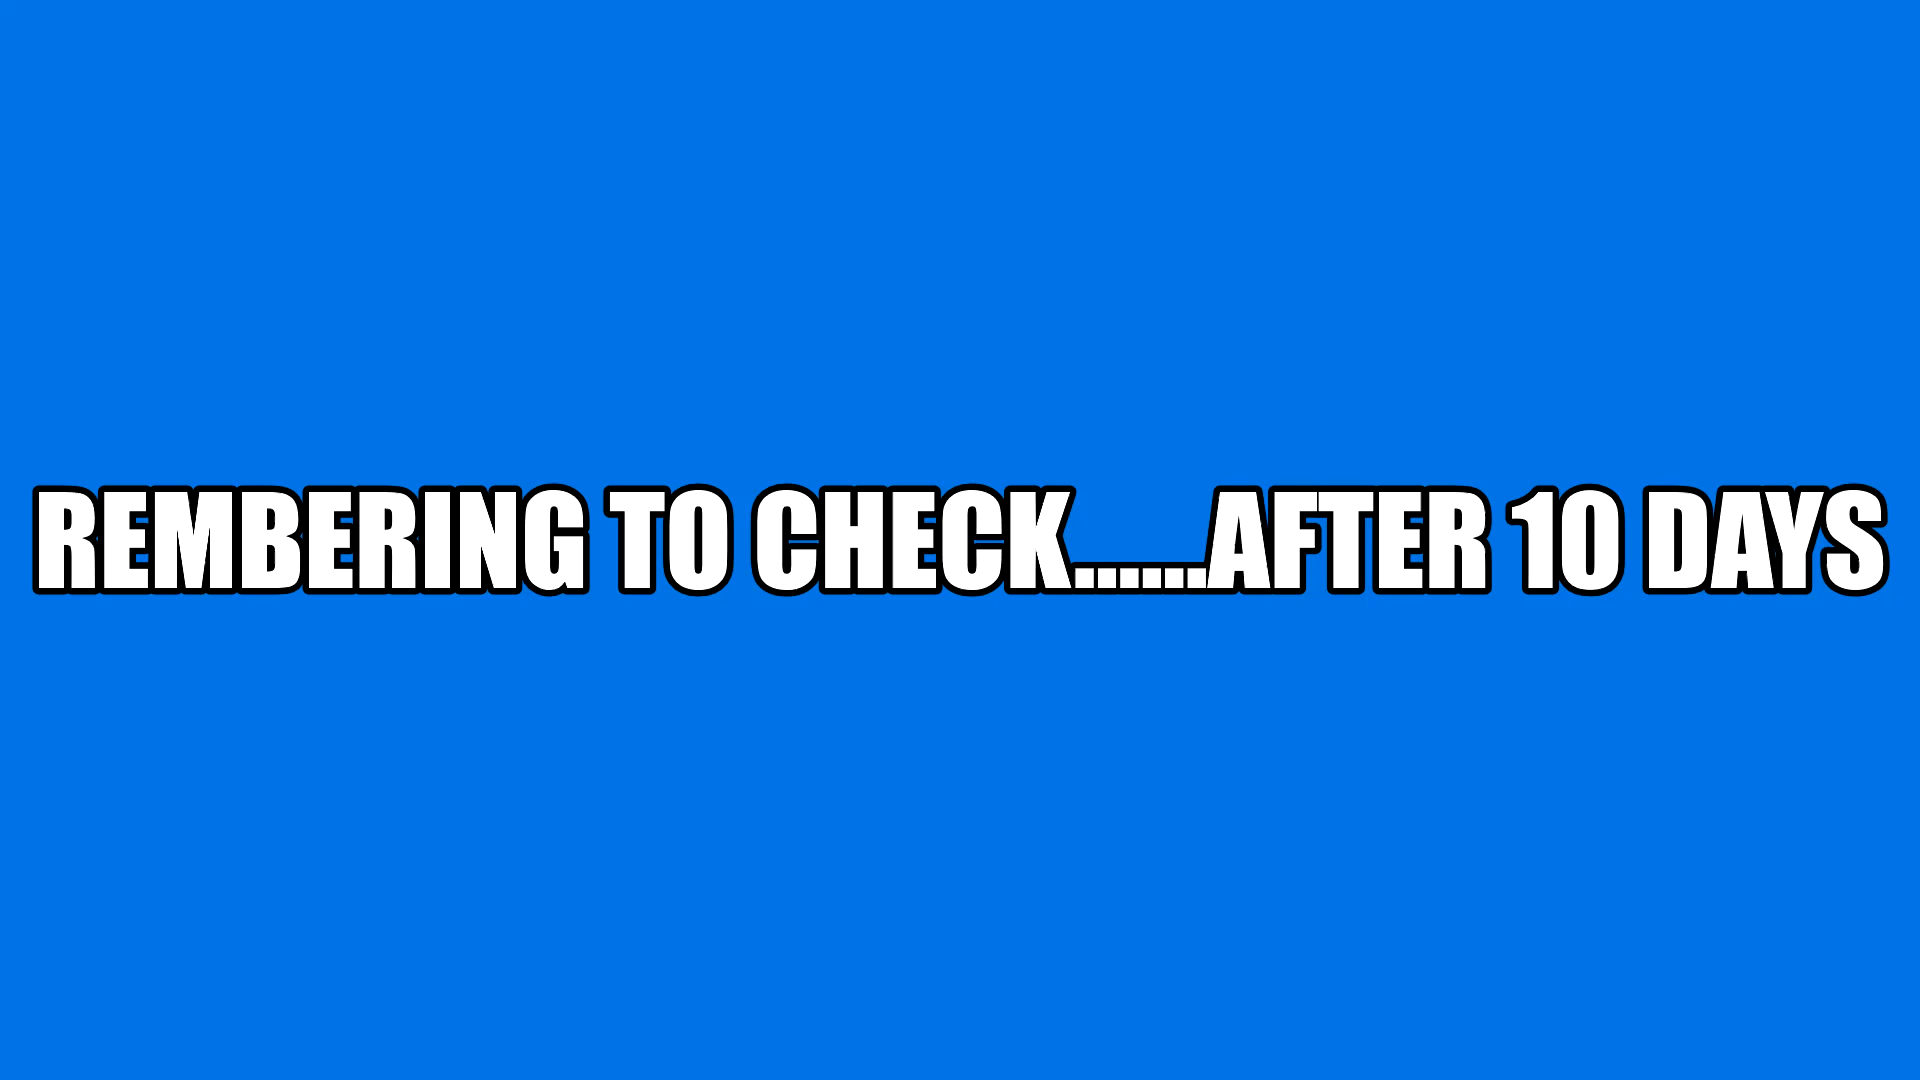 REMBERING TO CHECK......AFTER 10 DAYS